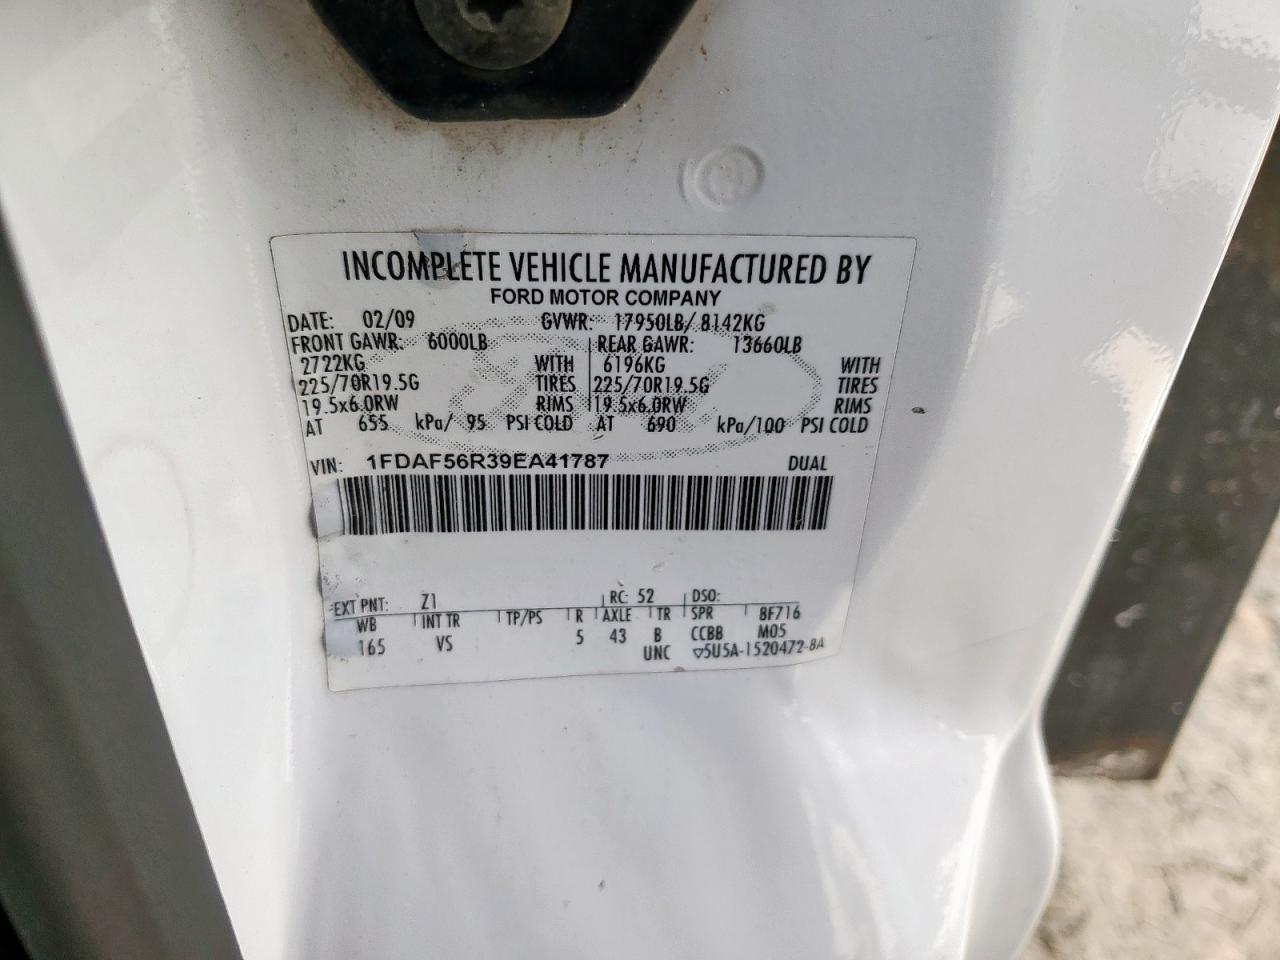 INCOMPLETE VEHICLE MANUFACTURED BY
FORD MOTOR COMPANY
DATE: 02/09 GVWR: 17950LB/ 8142KG
FRONT GAWR: 6000LB REAR GAWR: 13660LB
2722KG WITH 6196KG WITH
225/70R19.5G TIRES 225/70R19.5G TIRES
19.5x6.0RW RIMS 19.5x6.0RW RIMS
AT 655 kPa/ 95 PSI COLD AT 690 kPa/100 PSI COLD
VIN: 1FDAF56R39EA41787 DUAL
EXT PNT: Z1 RC: 52 DSO:
WB INT TR TP/PS R AXLE TR SPR 8F716
165 VS 5 43 B CCBB M05
UNC ▽5U5A-1520472-BA